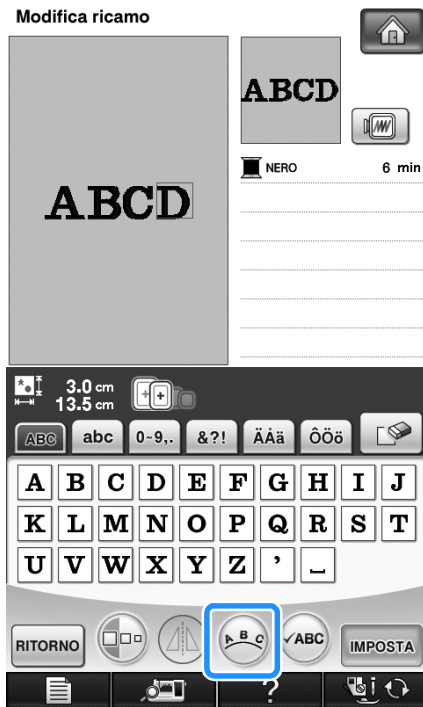 Modifica ricamo
ABCD
ABCD
NERO 6 min
3.0 cm
13.5 cm
ABC abc 0~9,. &?! ÄÅä ÔÖö
A B C D E F G H I J
K L M N O P Q R S T
U V W X Y Z ’ ⎵
RITORNO ABC ✓ABC IMPOSTA
? i